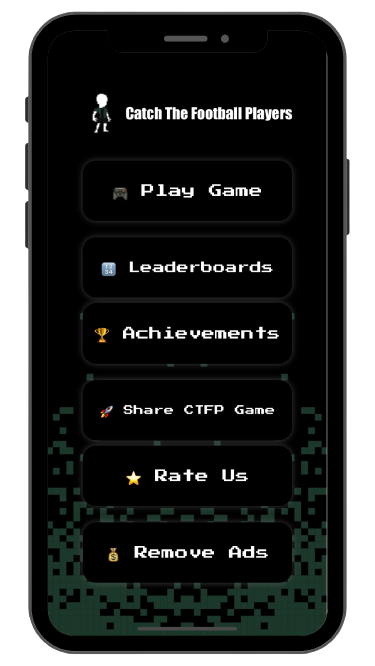 Catch The Football Players
Play Game
Leaderboards
Achievements
Share CTFP Game
Rate Us
Remove Ads